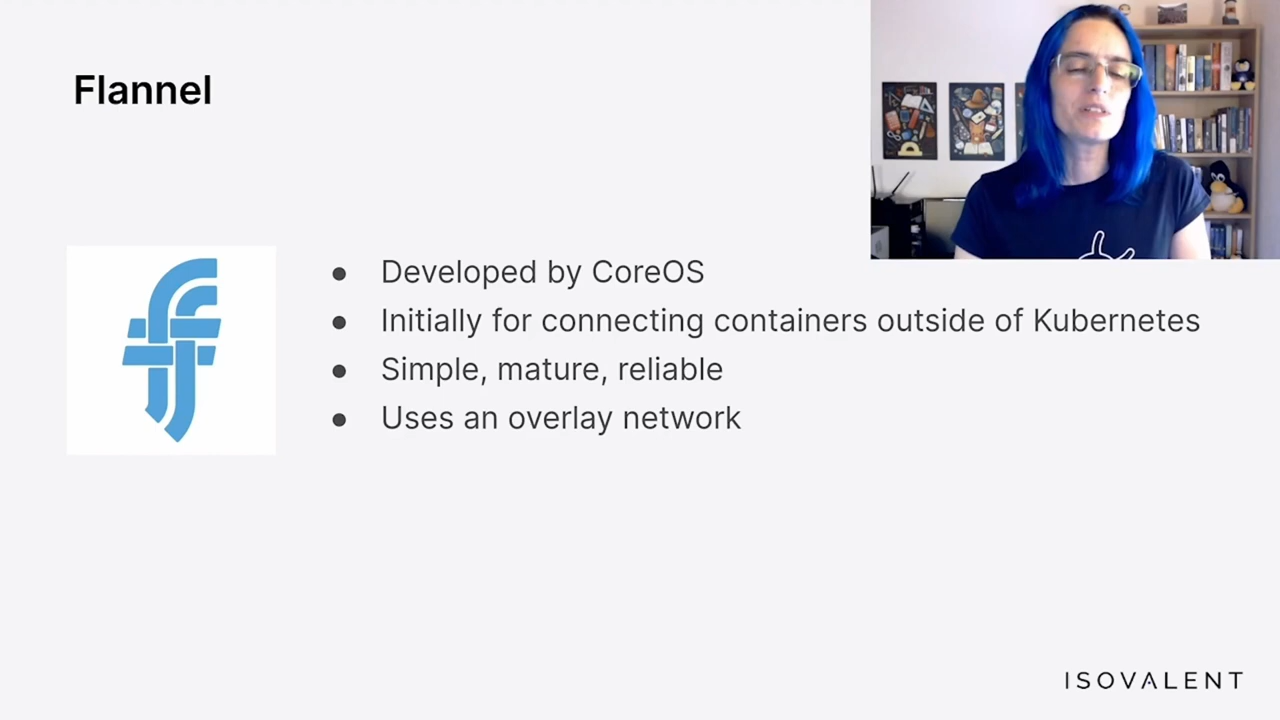 Flannel
● Developed by CoreOS
● Initially for connecting containers outside of Kubernetes
● Simple, mature, reliable
● Uses an overlay network
ISOVALENT